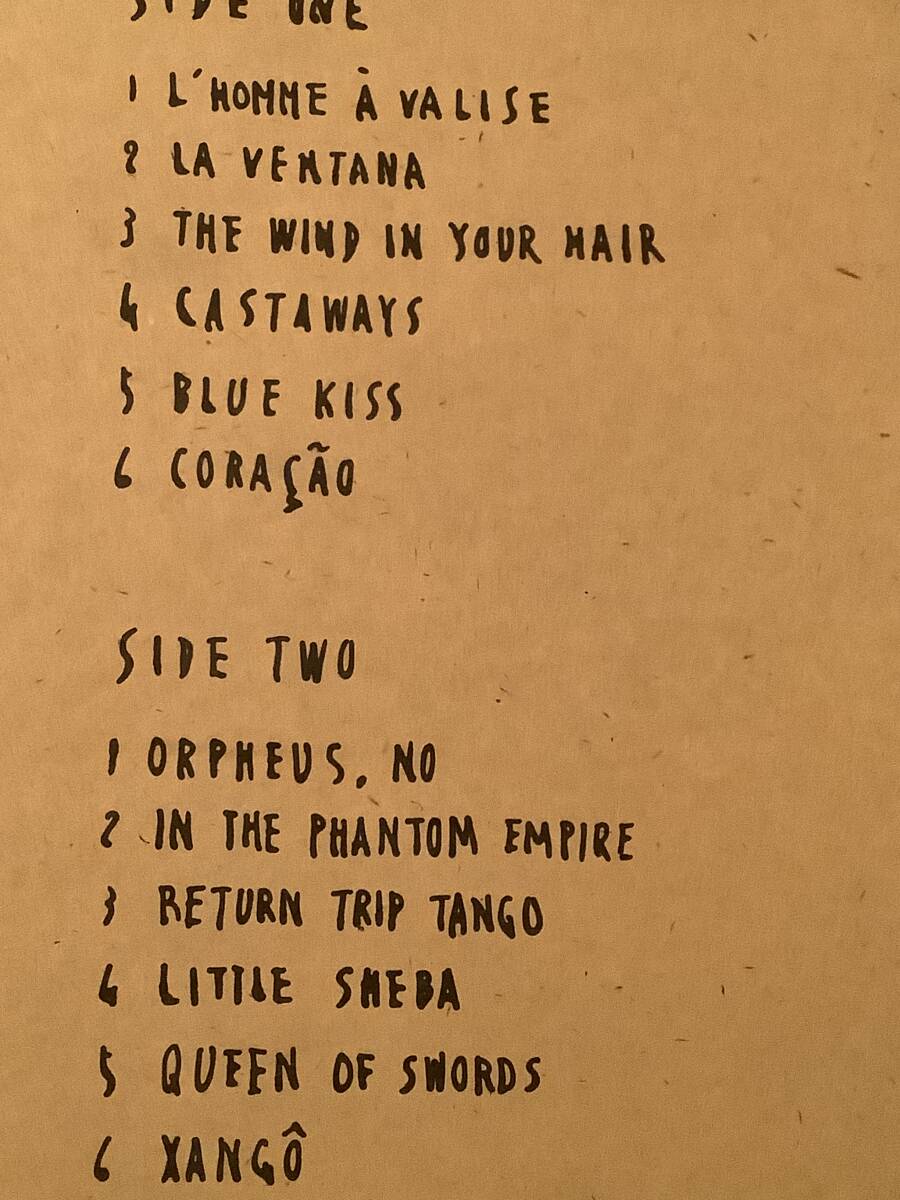 SIDE ONE
1 L'HOMME À VALISE
2 LA VENTANA
3 THE WIND IN YOUR HAIR
4 CASTAWAYS
5 BLUE KISS
6 CORAÇÃO
SIDE TWO
1 ORPHEUS, NO
2 IN THE PHANTOM EMPIRE
3 RETURN TRIP TANGO
4 LITTLE SHEBA
5 QUEEN OF SWORDS
6 XANGÔ